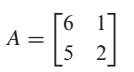 A = [6 1
5 2]